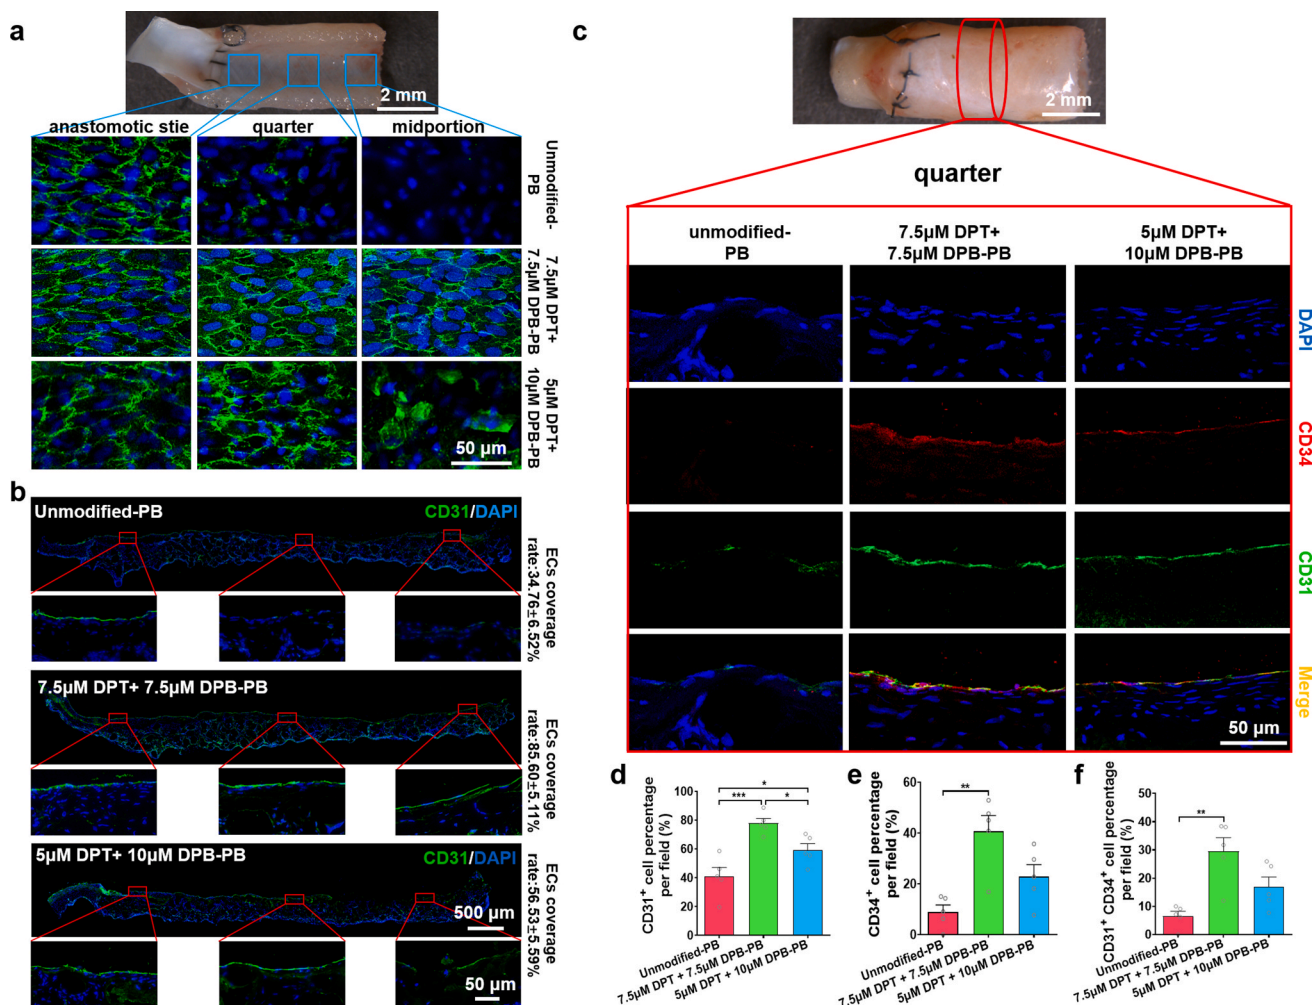 a
2 mm
anastomotic stie
quarter
midportion
Unmodified-
PB
7.5μM DPT+
7.5μM DPB-PB
5μM DPT+
10μM DPB-PB
50 μm
b
Unmodified-PB
CD31/DAPI
ECs coverage
rate:34.76±6.52%
7.5μM DPT+ 7.5μM DPB-PB
ECs coverage
rate:85.60±5.11%
5μM DPT+ 10μM DPB-PB
CD31/DAPI
500 μm
50 μm
ECs coverage
rate:56.53±5.59%
c
2 mm
quarter
unmodified-
PB
7.5μM DPT+
7.5μM DPB-PB
5μM DPT+
10μM DPB-PB
DAPI
CD34
CD31
Merge
50 μm
d
CD31+ cell percentage
per field (%)
100
80
60
40
20
0
*
***
*
Unmodified-PB
7.5μM DPT + 7.5μM DPB-PB
5μM DPT + 10μM DPB-PB
e
CD34+ cell percentage
per field (%)
60
40
20
0
**
Unmodified-PB
7.5μM DPT + 7.5μM DPB-PB
5μM DPT + 10μM DPB-PB
f
CD31+ CD34+ cell percentage
per field (%)
50
40
30
20
10
0
**
Unmodified-PB
7.5μM DPT + 7.5μM DPB-PB
5μM DPT + 10μM DPB-PB